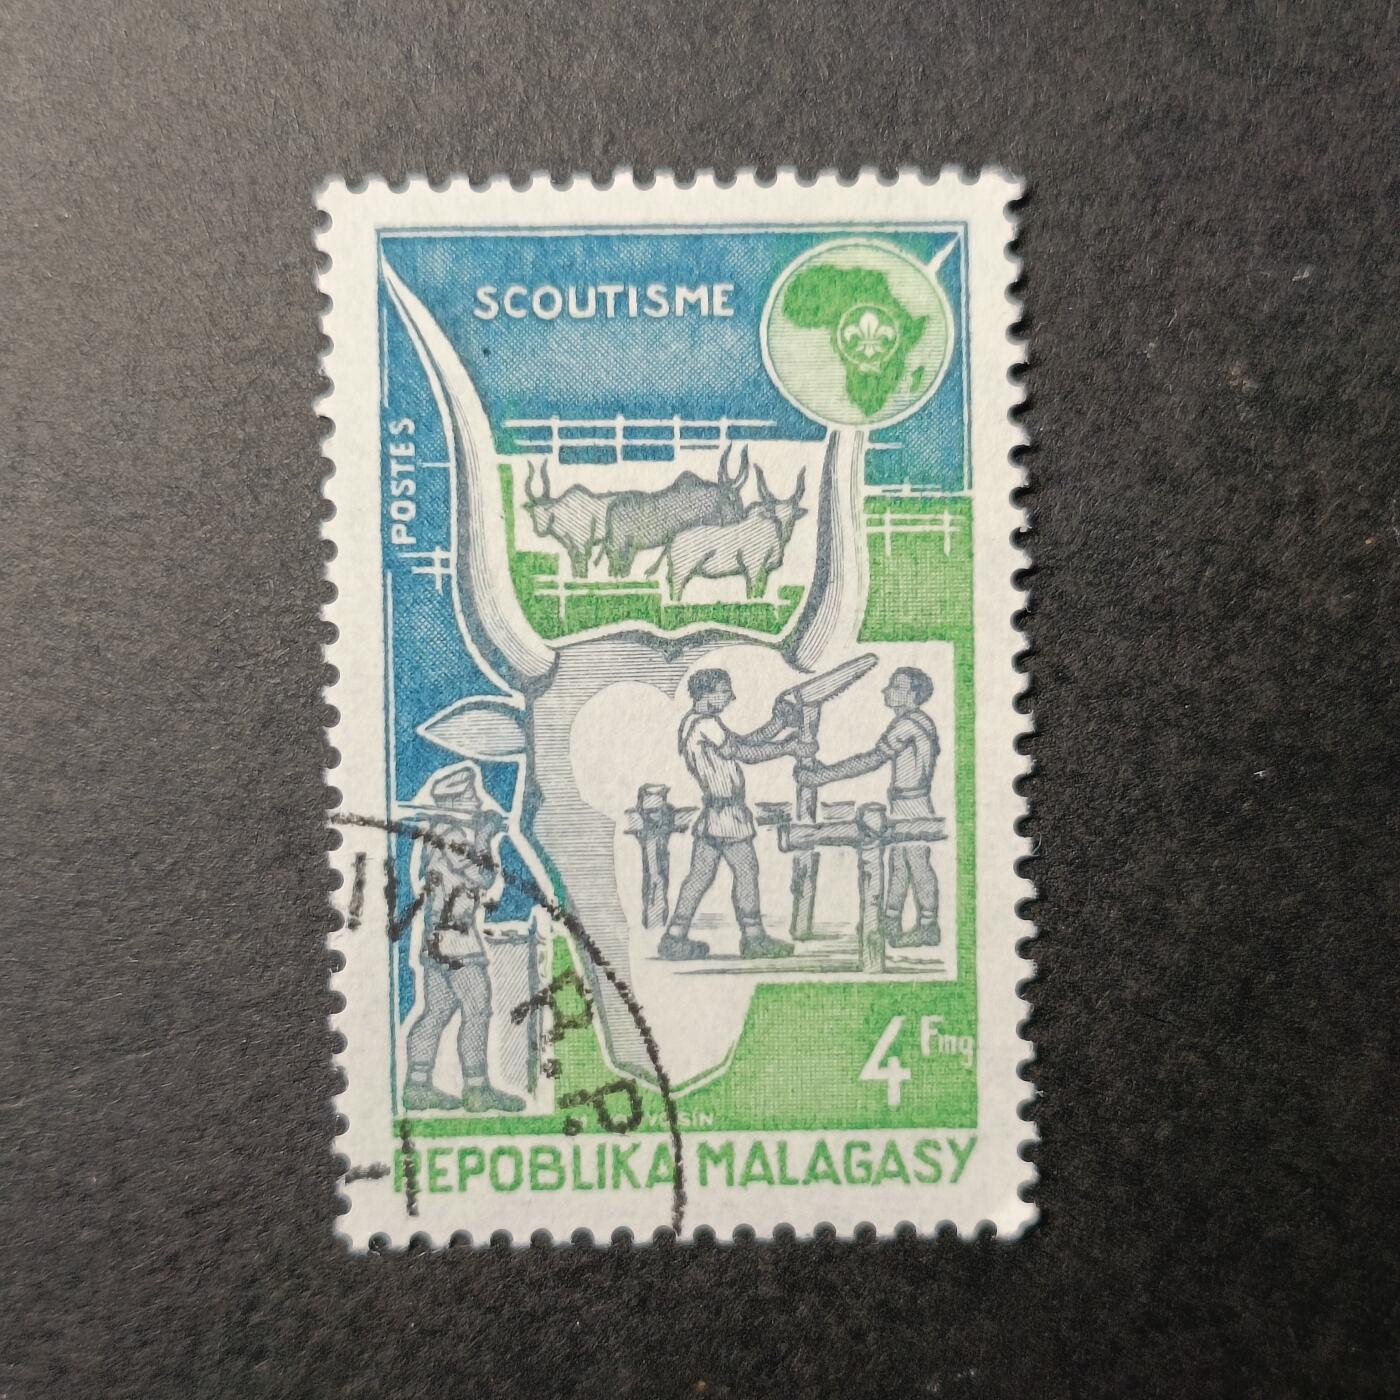 SCOUTISME
POSTES
4 Fmg
REPOBLIKA MALAGASY